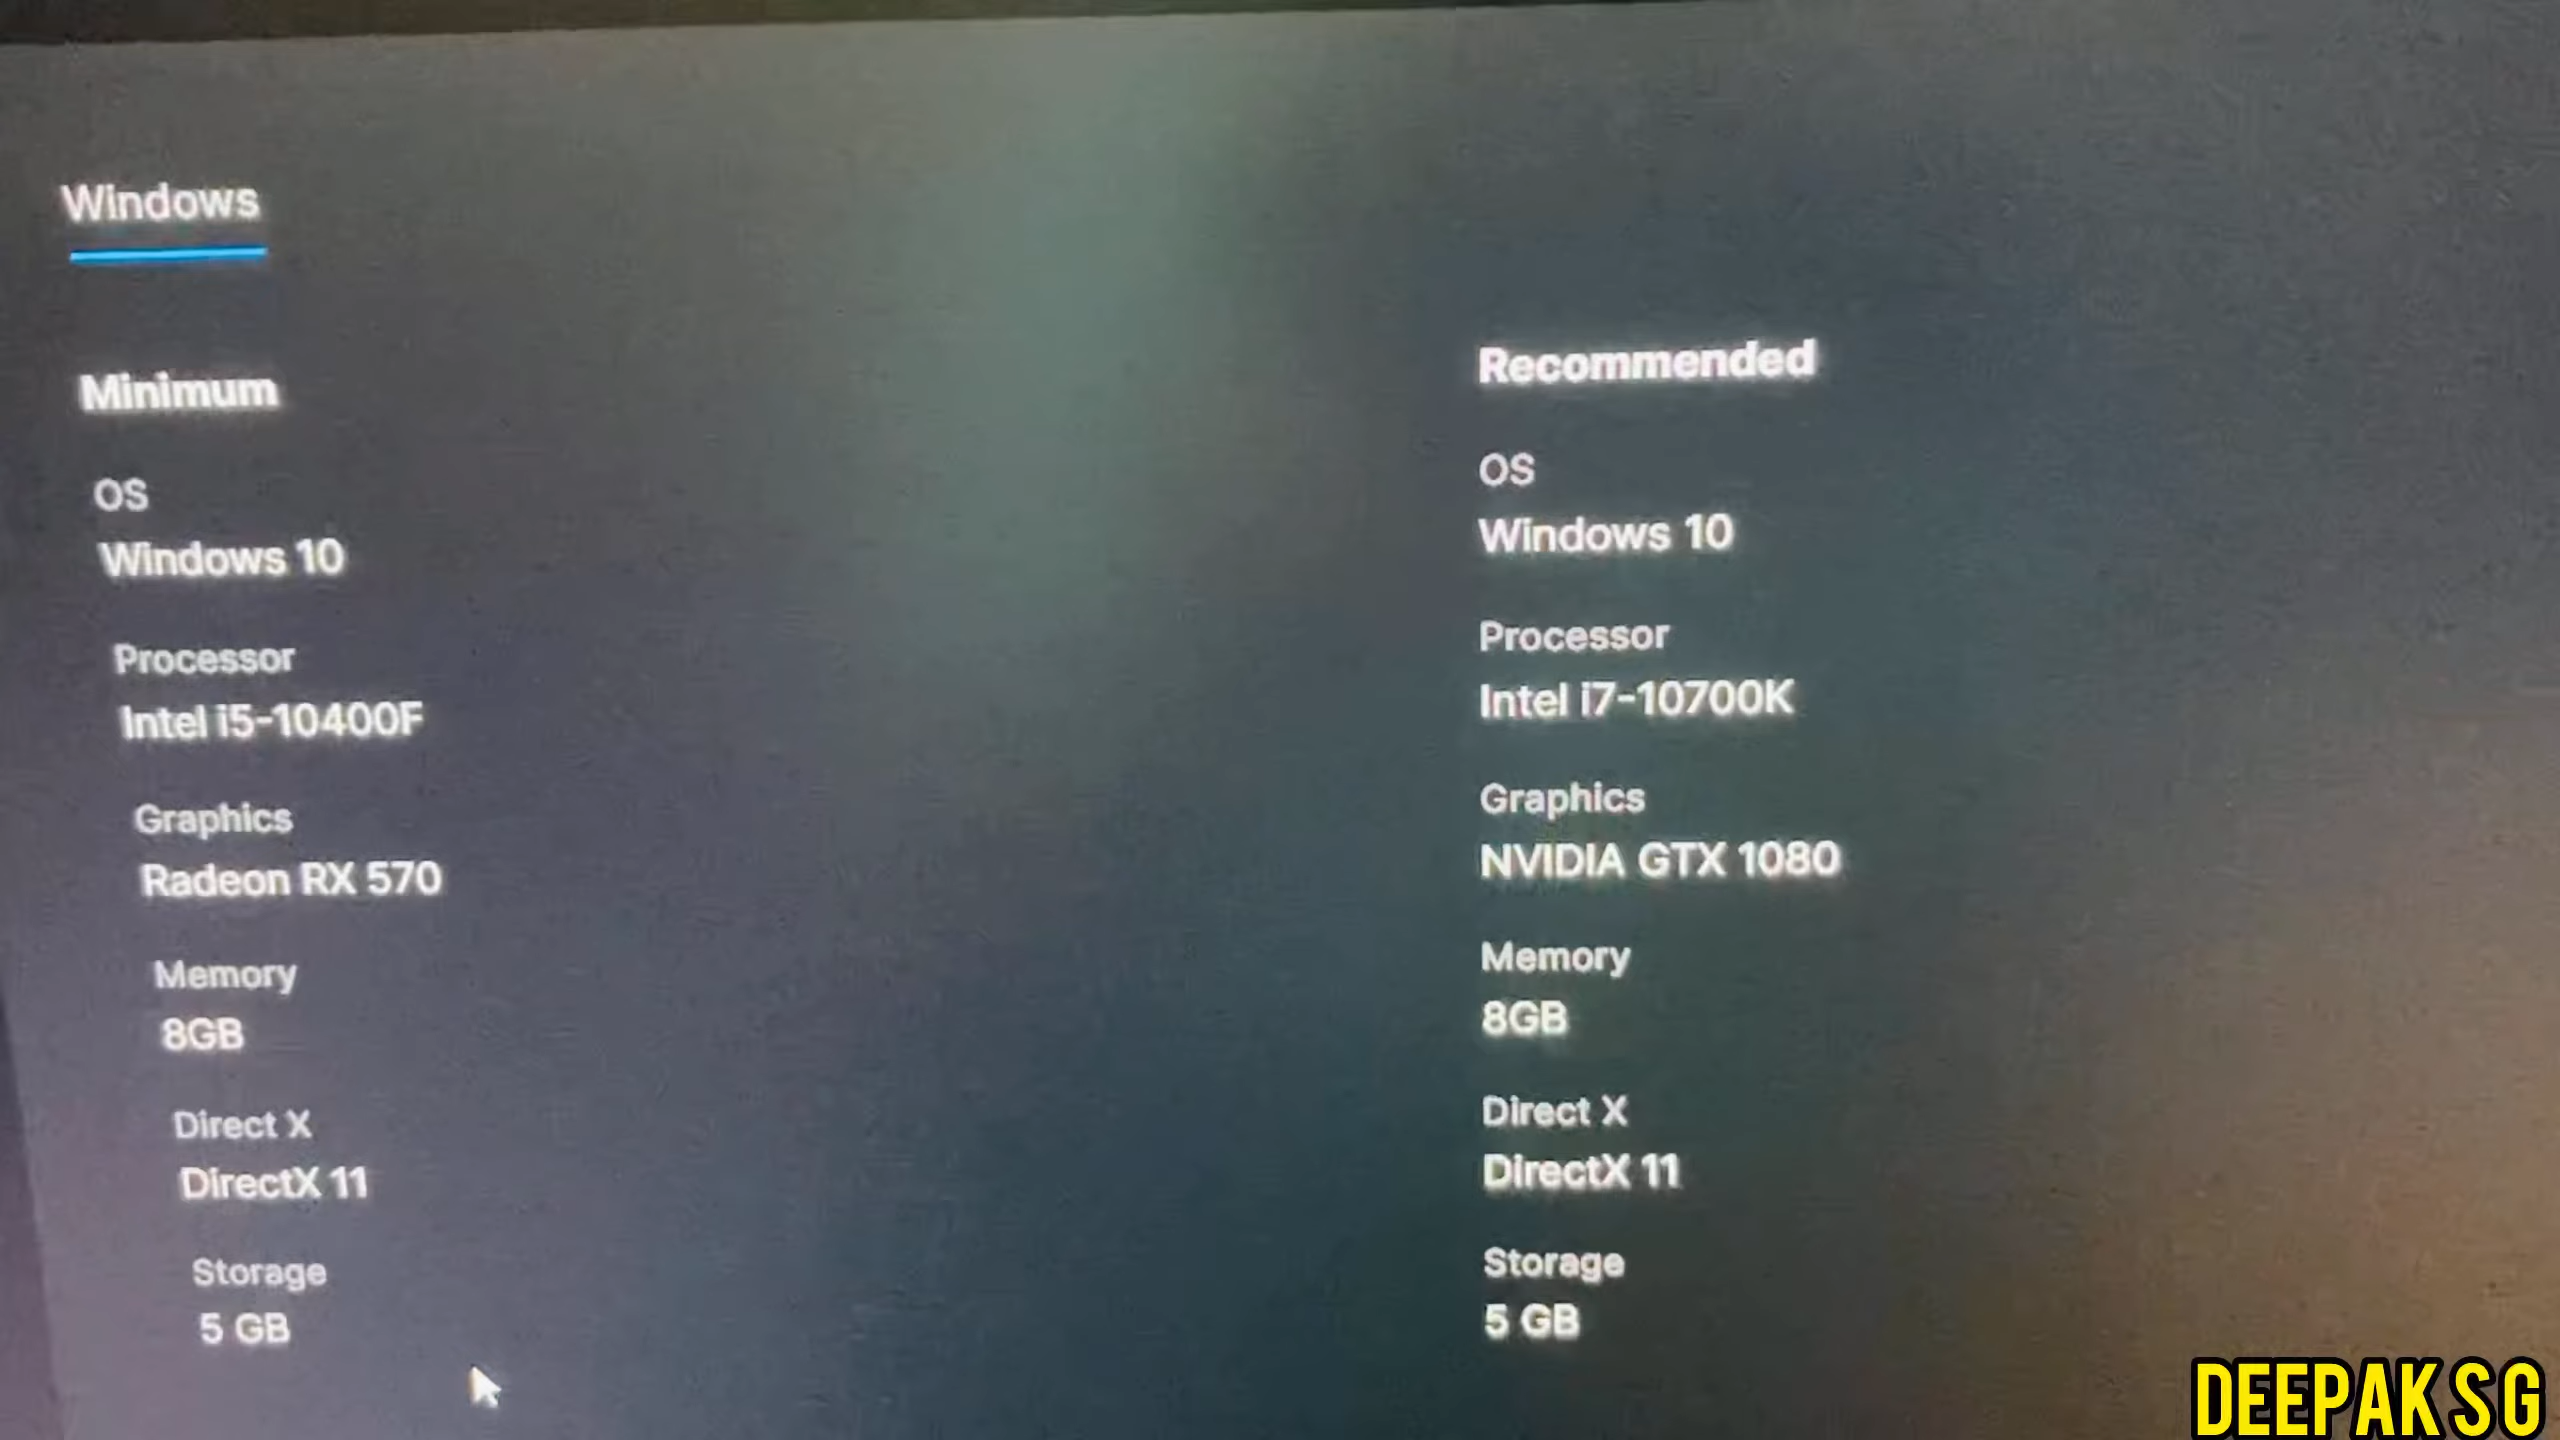 Windows
Minimum
OS
Windows 10
Processor
Intel i5-10400F
Graphics
Radeon RX 570
Memory
8GB
Direct X
DirectX 11
Storage
5 GB
Recommended
OS
Windows 10
Processor
Intel i7-10700K
Graphics
NVIDIA GTX 1080
Memory
8GB
Direct X
DirectX 11
Storage
5 GB
DEEPAK SG